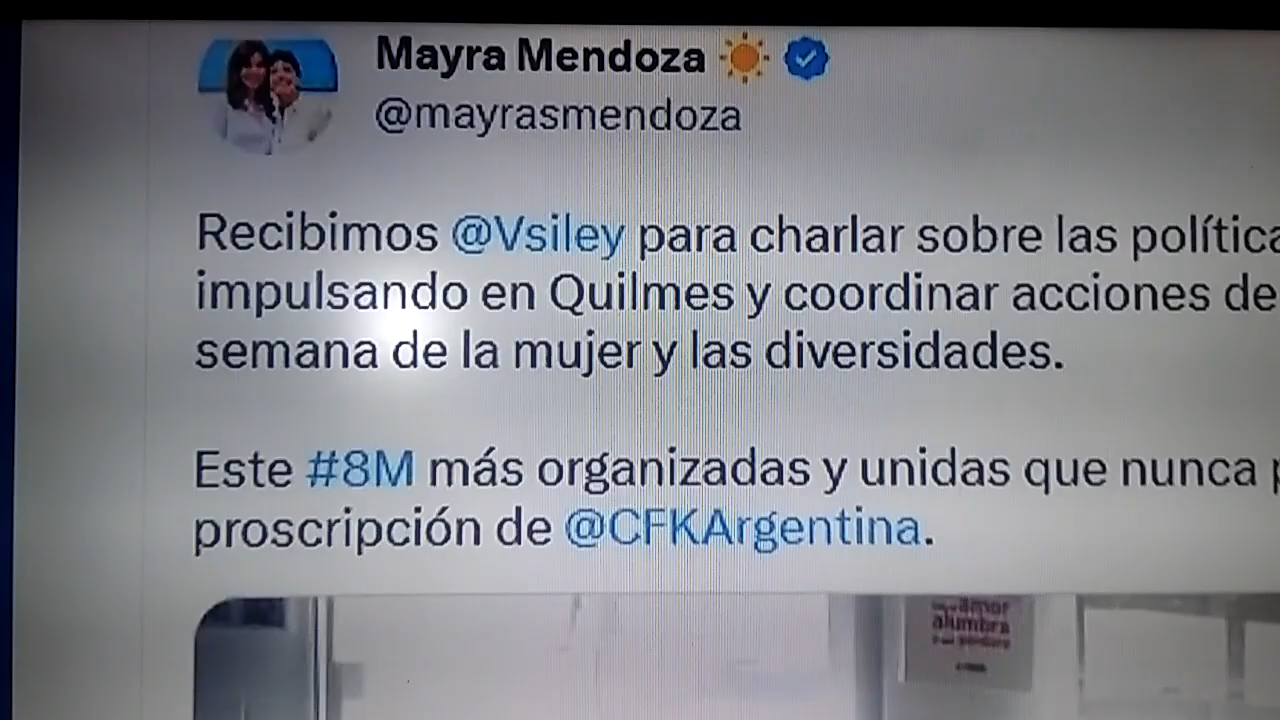 Mayra Mendoza
@mayrasmendoza
Recibimos @Vsiley para charlar sobre las política
impulsando en Quilmes y coordinar acciones de
semana de la mujer y las diversidades.
Este #8M más organizadas y unidas que nunca p
proscripción de @CFKArgentina.
amor
alumbra